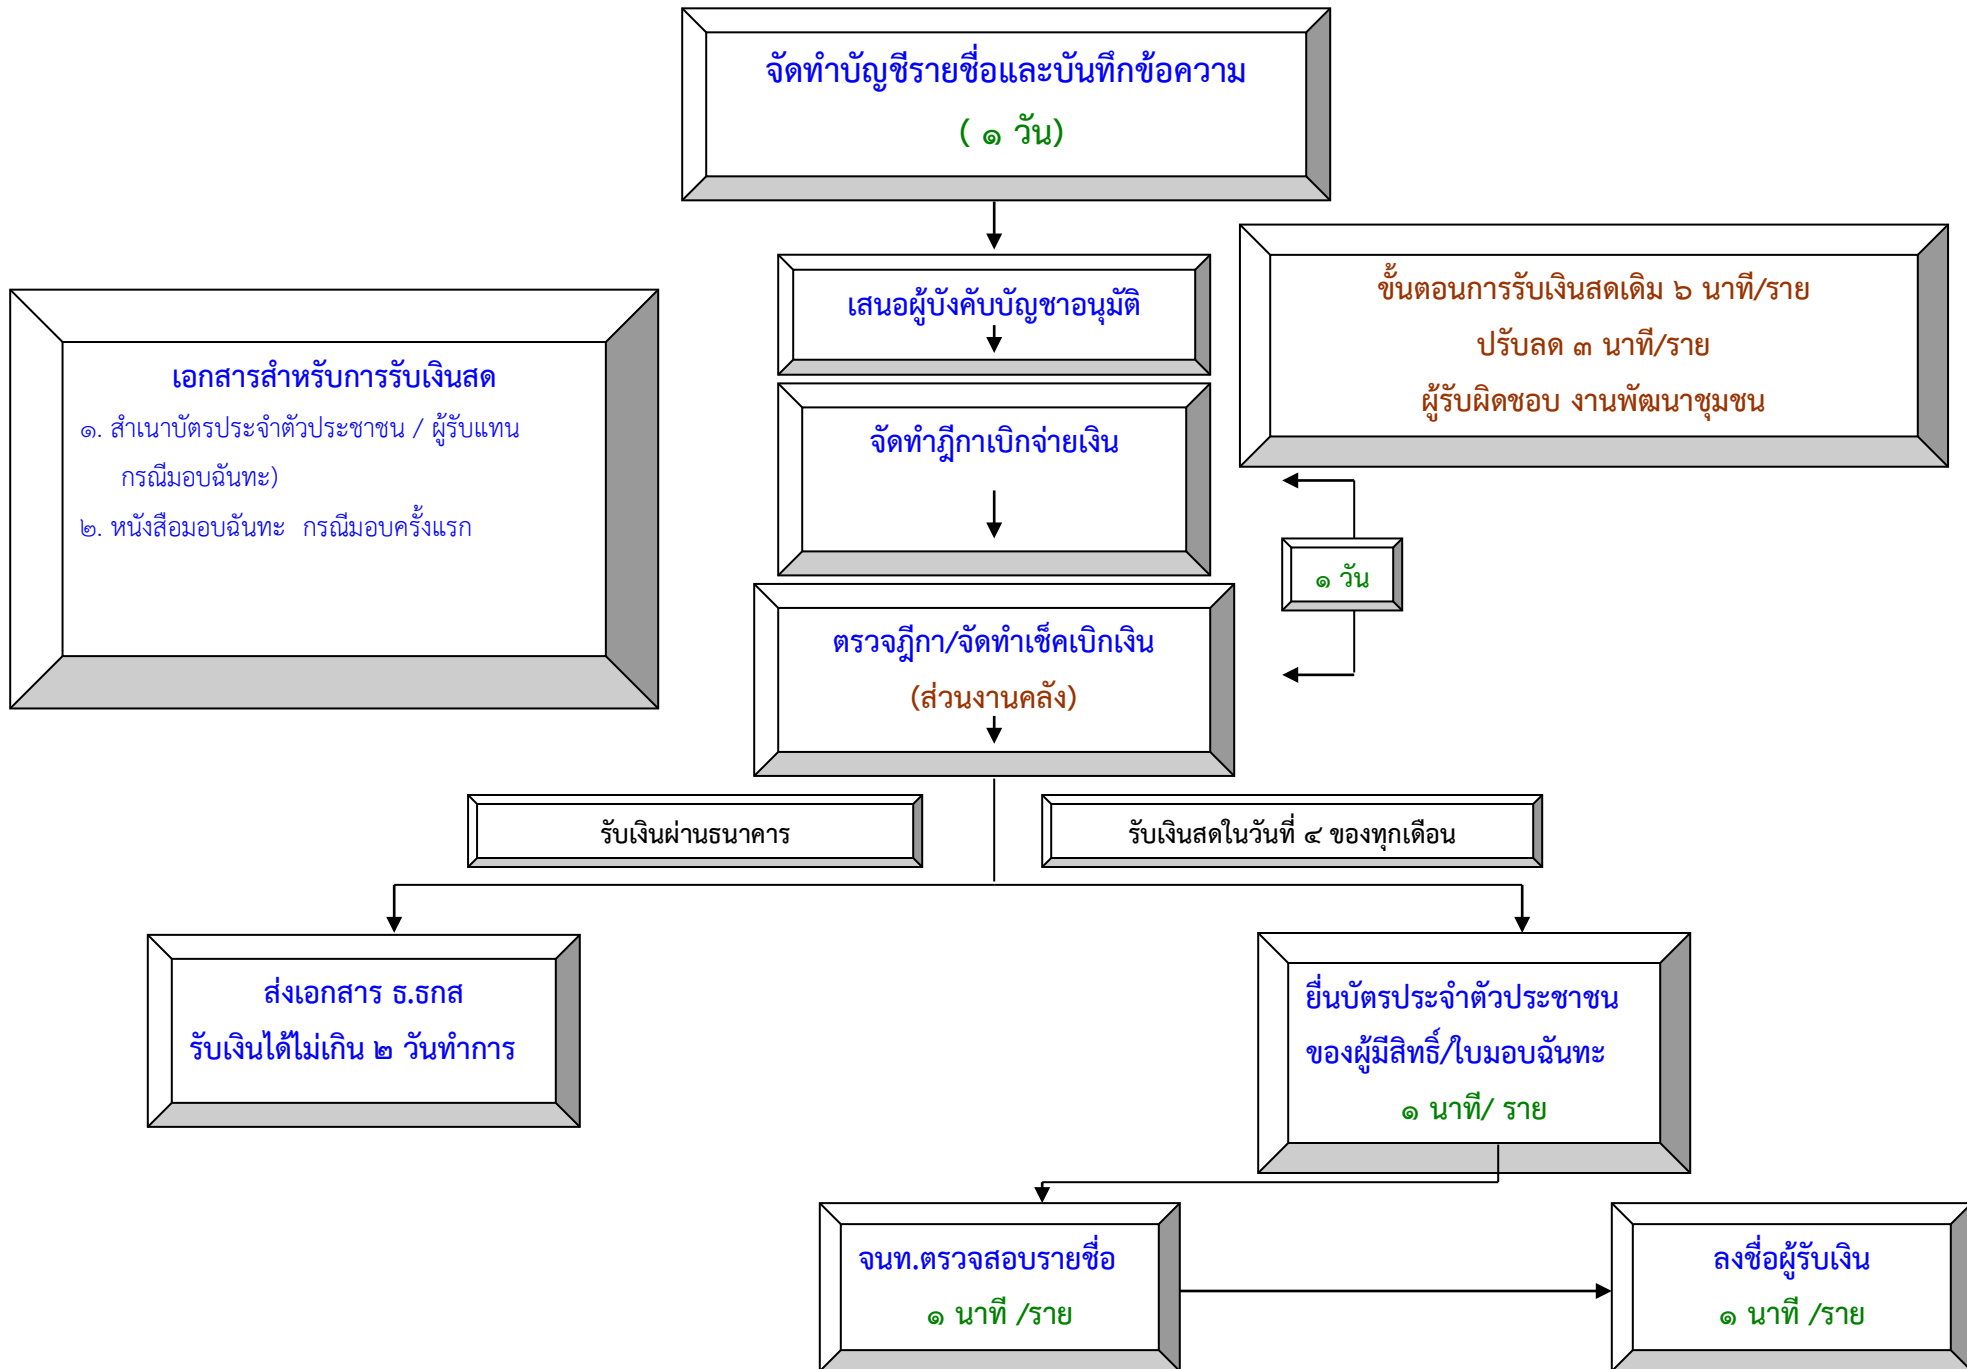 จัดทำบัญชีรายชื่อและบันทึกข้อความ
( ๑ วัน)
เสนอผู้บังคับบัญชาอนุมัติ
ขั้นตอนการรับเงินสดเดิม ๖ นาที/ราย
ปรับลด ๓ นาที/ราย
ผู้รับผิดชอบ งานพัฒนาชุมชน
เอกสารสำหรับการรับเงินสด
๑. สำเนาบัตรประจำตัวประชาชน / ผู้รับแทน
กรณีมอบฉันทะ)
๒. หนังสือมอบฉันทะ กรณีมอบครั้งแรก
จัดทำฎีกาเบิกจ่ายเงิน
๑ วัน
ตรวจฎีกา/จัดทำเช็คเบิกเงิน
(ส่วนงานคลัง)
รับเงินผ่านธนาคาร
รับเงินสดในวันที่ ๔ ของทุกเดือน
ส่งเอกสาร ธ.ธกส
รับเงินได้ไม่เกิน ๒ วันทำการ
ยื่นบัตรประจำตัวประชาชน
ของผู้มีสิทธิ์/ใบมอบฉันทะ
๑ นาที/ ราย
จนท.ตรวจสอบรายชื่อ
๑ นาที /ราย
ลงชื่อผู้รับเงิน
๑ นาที /ราย